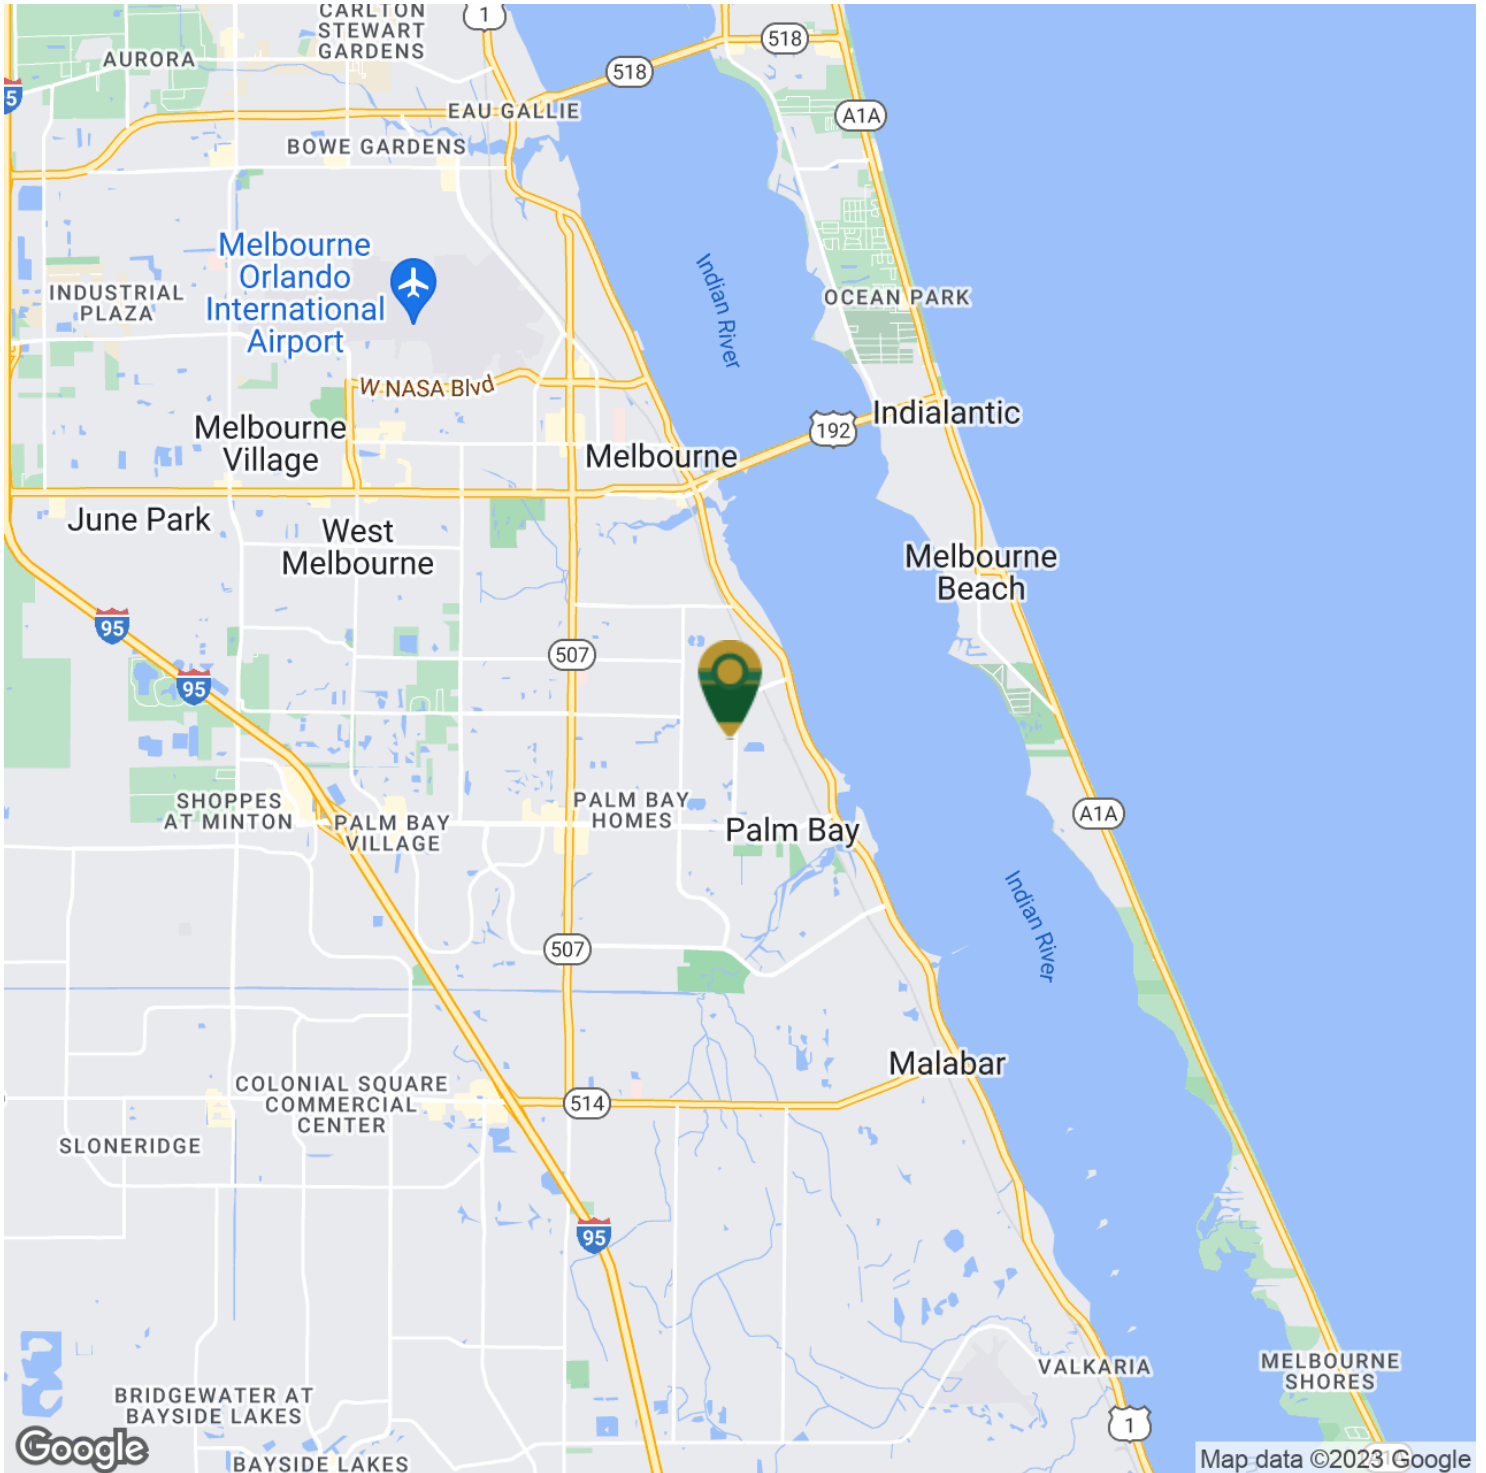 CARLTON
STEWART
GARDENS
1
518
518
AURORA
5
EAU GALLIE
A1A
BOWE GARDENS
Melbourne
Orlando
International
Airport
Indian River
INDUSTRIAL
PLAZA
OCEAN PARK
W NASA Blvd
Indialantic
192
Melbourne
Village
Melbourne
June Park
West
Melbourne
Melbourne
Beach
95
507
95
SHOPPES
AT MINTON
PALM BAY
HOMES
A1A
PALM BAY
VILLAGE
Palm Bay
Indian River
507
Malabar
COLONIAL SQUARE
COMMERCIAL
CENTER
514
SLONERIDGE
95
VALKARIA
MELBOURNE
SHORES
BRIDGEWATER AT
BAYSIDE LAKES
1
Google
BAYSIDE LAKES
Map data ©2023 Google